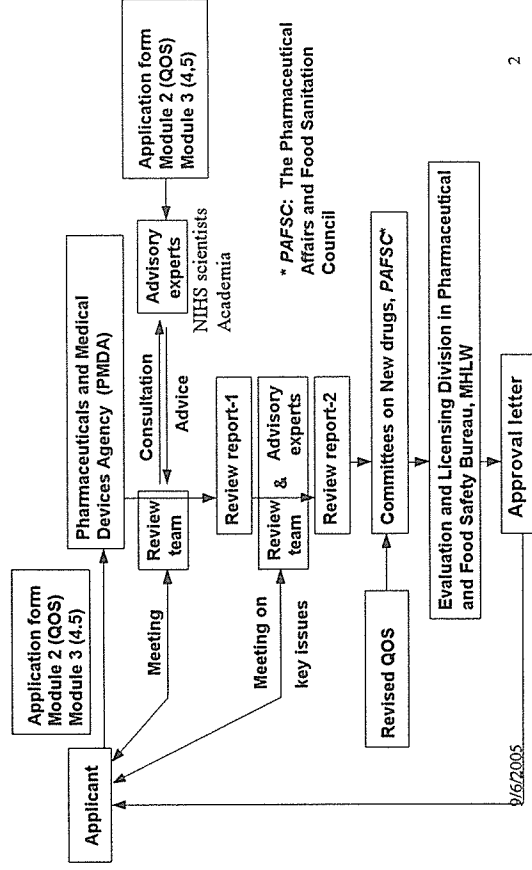 Application form
Module 2 (QOS)
Module 3 (4.5)
Applicant
Pharmaceuticals and Medical
Devices Agency (PMDA)
Application form
Module 2 (QOS)
Module 3 (4,5)
Meeting
Review
team
Consultation
Advice
Advisory
experts
NIHS scientists
Academia
Review report-1
Meeting on
key issues
Review & Advisory
team experts
Review report-2
* PAFSC: The Pharmaceutical
Affairs and Food Sanitation
Council
Revised QOS
Committees on New drugs, PAFSC*
Evaluation and Licensing Division in Pharmaceutical
and Food Safety Bureau, MHLW
Approval letter
9/6/2005
2